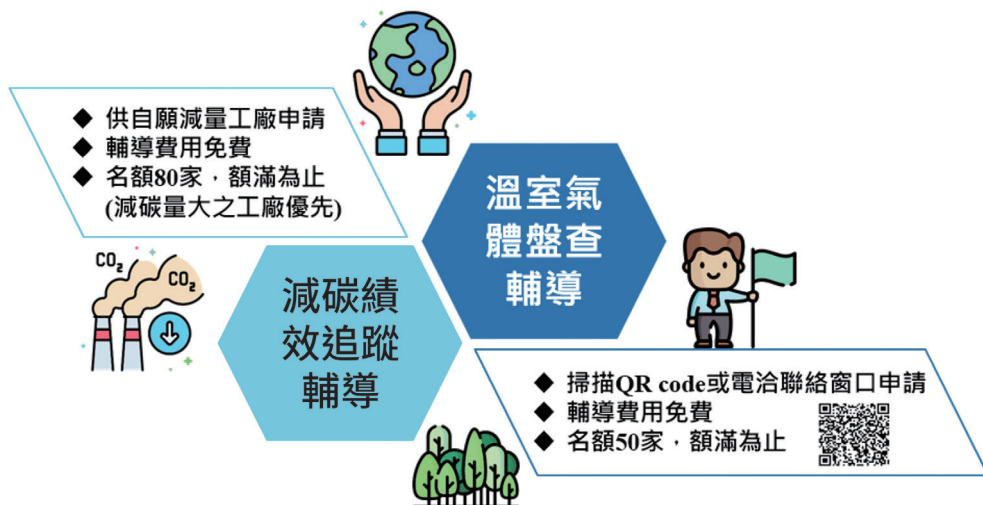 ◆ 供自願減量工廠申請
◆ 輔導費用免費
◆ 名額80家，額滿為止
(減碳量大之工廠優先)
溫室氣
體盤查
輔導
CO2
CO2
減碳績
效追蹤
輔導
◆ 掃描QR code或電洽聯絡窗口申請
◆ 輔導費用免費
◆ 名額50家，額滿為止